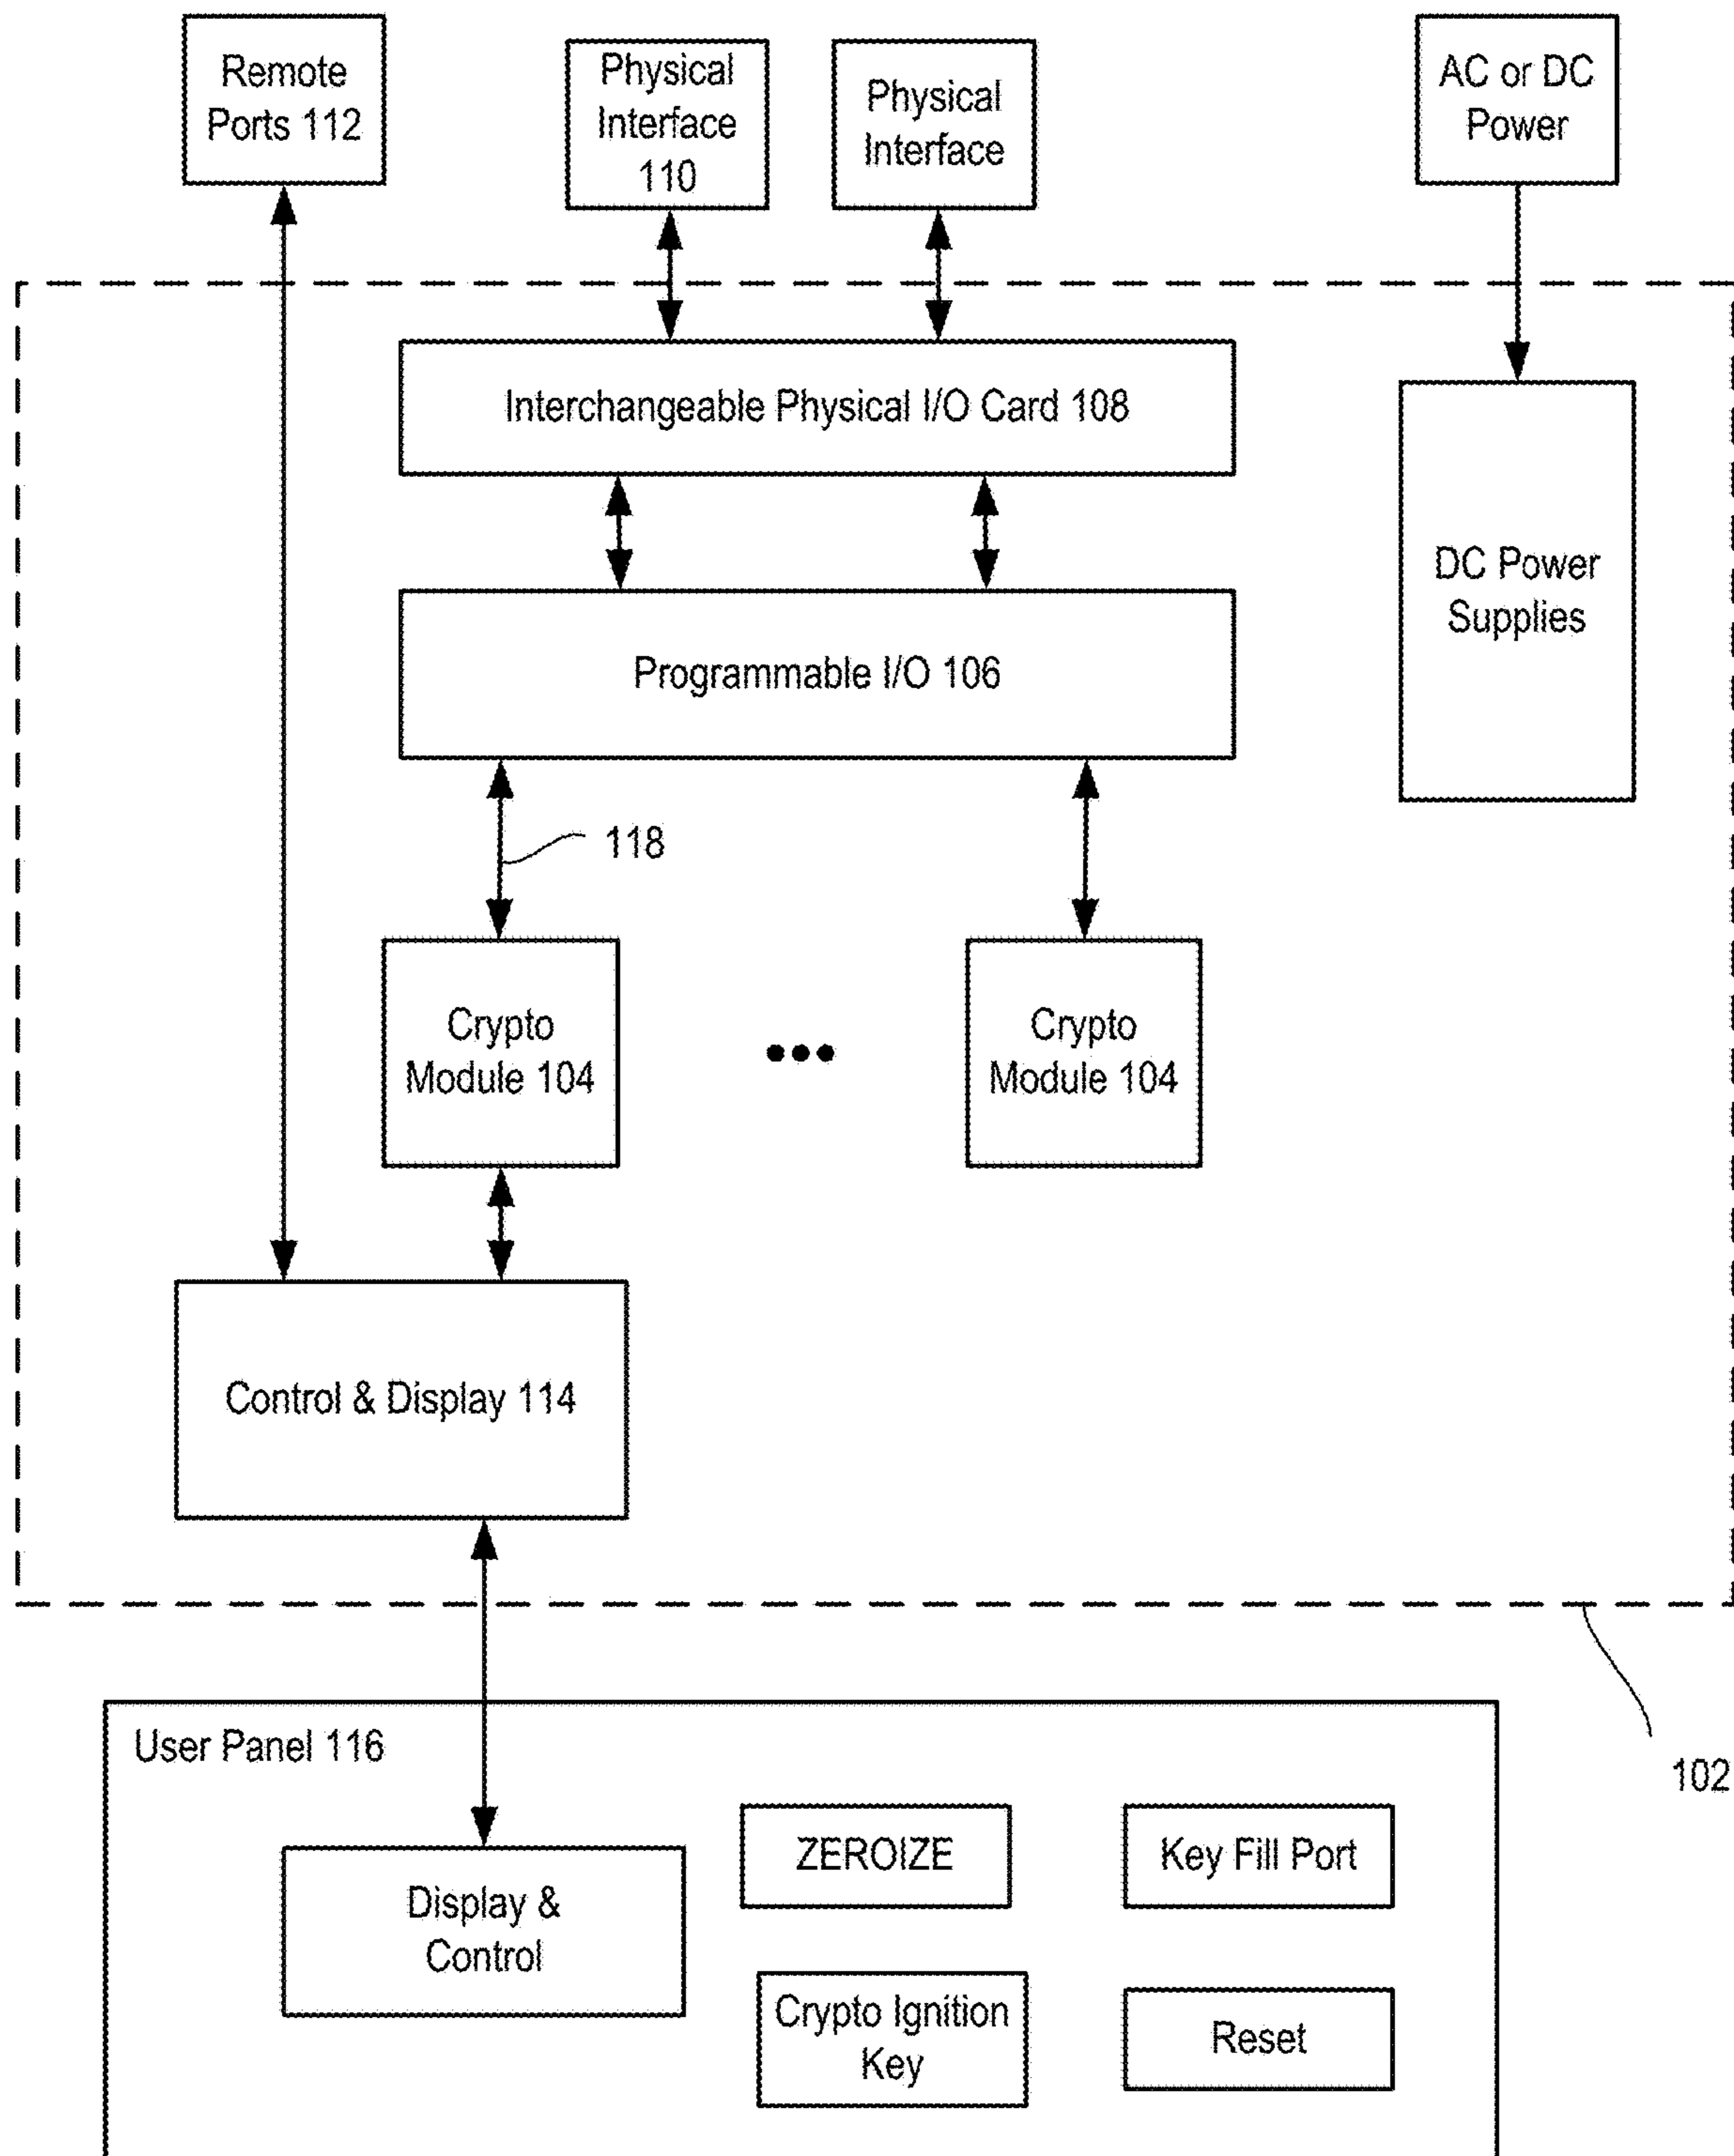 Remote
Ports 112
Physical
Interface
110
Physical
Interface
AC or DC
Power
Interchangeable Physical I/O Card 108
DC Power
Supplies
Programmable I/O 106
118
Crypto
Module 104
Crypto
Module 104
Control & Display 114
102
User Panel 116
ZEROIZE
Key Fill Port
Display &
Control
Crypto Ignition
Key
Reset